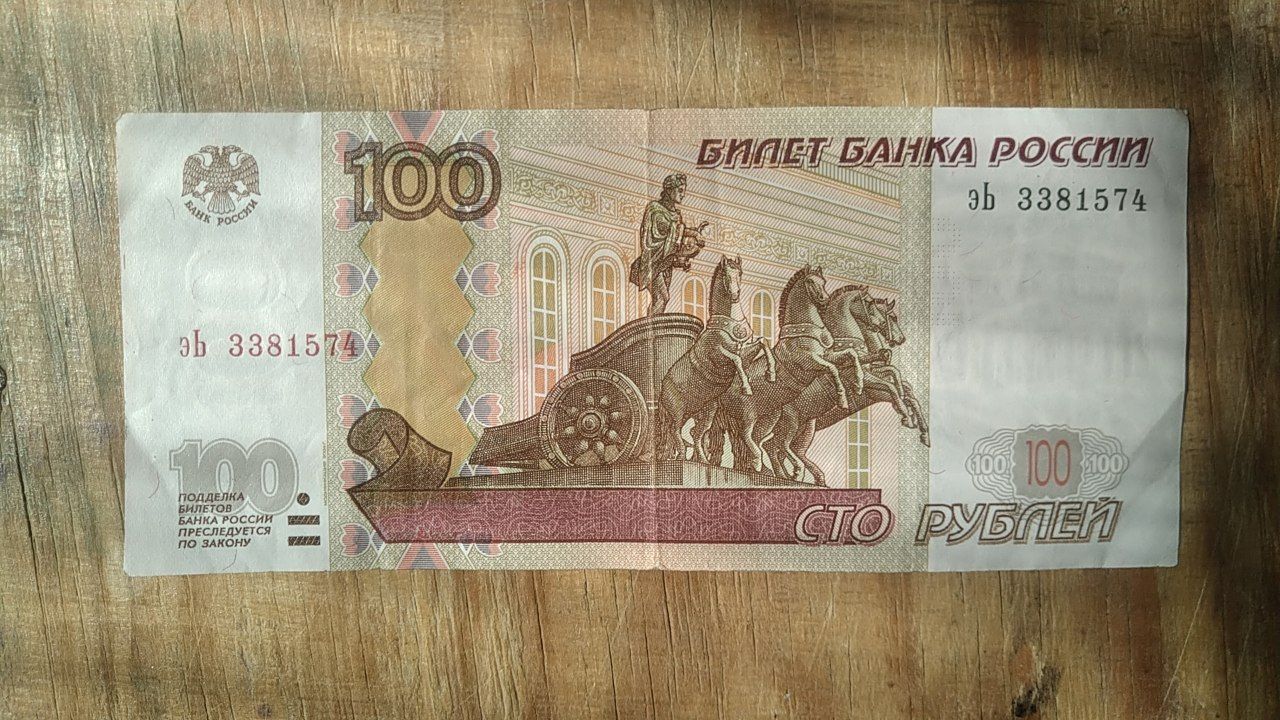 БАНК РОССИИ
100
БИЛЕТ БАНКА РОССИИ
эЬ 3381574
эЬ 3381574
100
ПОДДЕЛКА
БИЛЕТОВ
БАНКА РОССИИ
ПРЕСЛЕДУЕТСЯ
ПО ЗАКОНУ
100 100 100
СТО РУБЛЕЙ